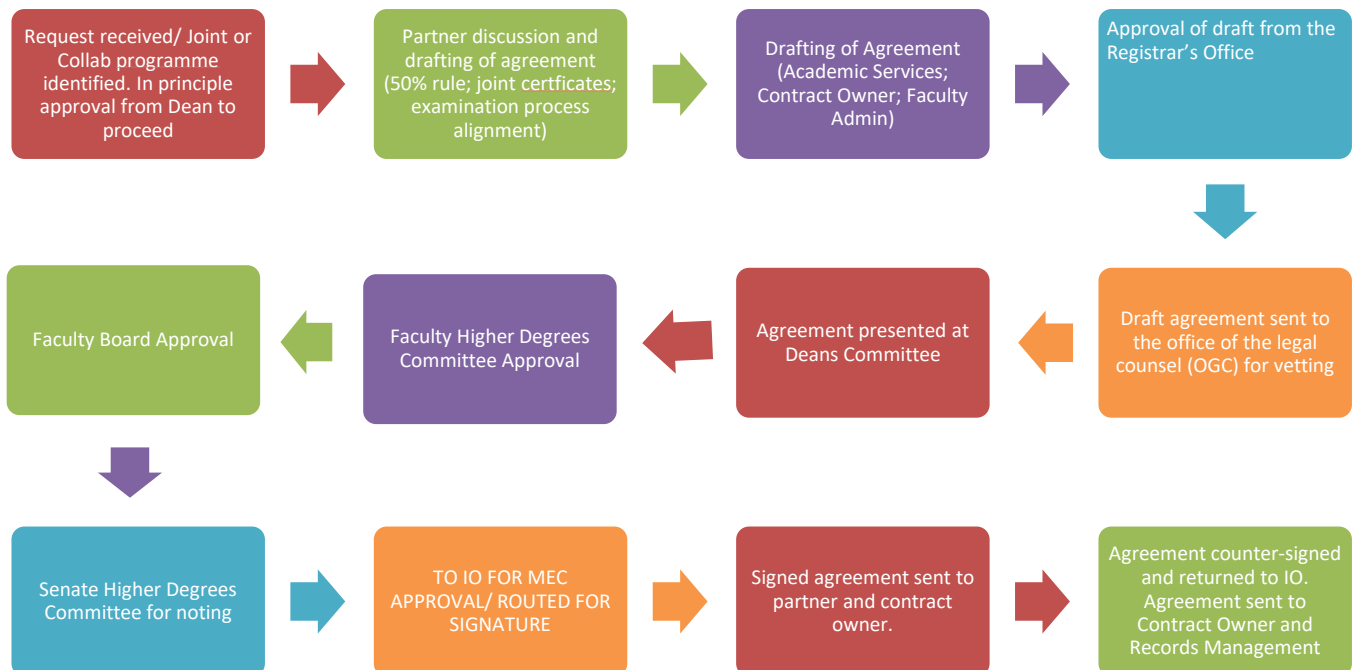 Request received/ Joint or
Collab programme
identified. In principle
approval from Dean to
proceed
Partner discussion and
drafting of agreement
(50% rule; joint certficates;
examination process
alignment)
Drafting of Agreement
(Academic Services;
Contract Owner; Faculty
Admin)
Approval of draft from the
Registrar’s Office
Draft agreement sent to
the office of the legal
counsel (OGC) for vetting
Agreement presented at
Deans Committee
Faculty Higher Degrees
Committee Approval
Faculty Board Approval
Senate Higher Degrees
Committee for noting
TO IO FOR MEC
APPROVAL/ ROUTED FOR
SIGNATURE
Signed agreement sent to
partner and contract
owner.
Agreement counter-signed
and returned to IO.
Agreement sent to
Contract Owner and
Records Management